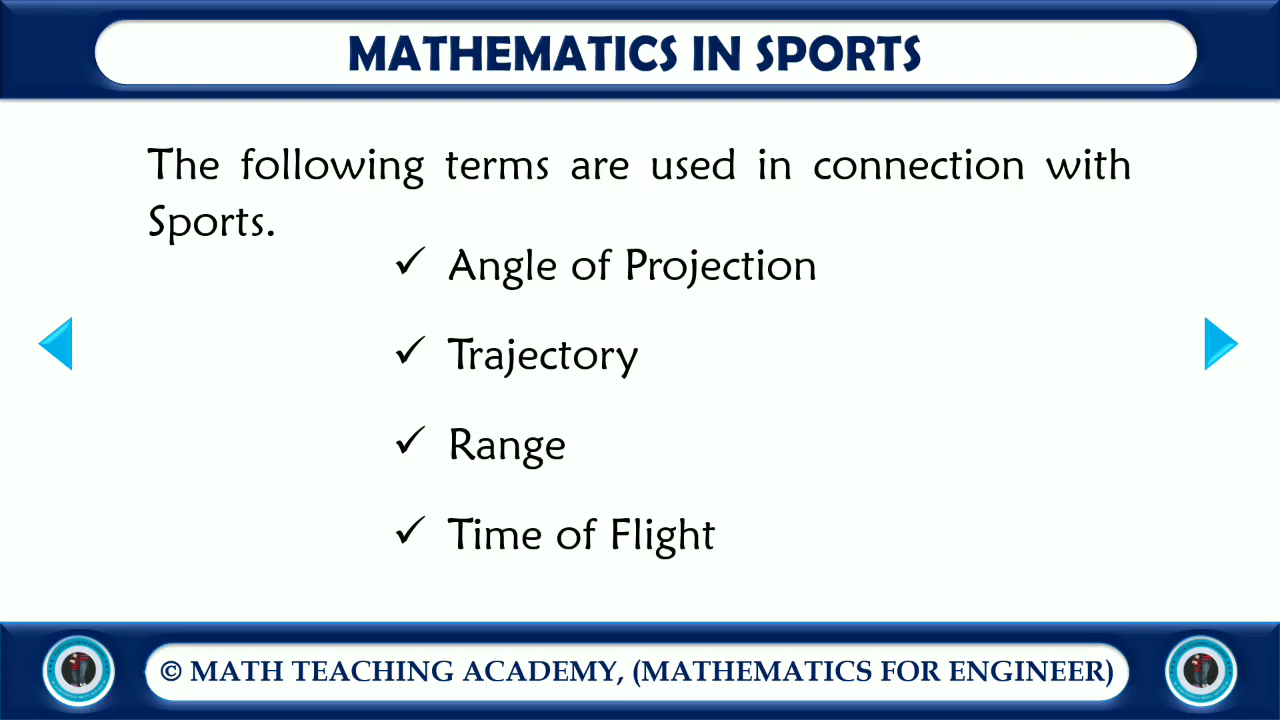 MATHEMATICS IN SPORTS
The following terms are used in connection with
Sports.
✓ Angle of Projection
✓ Trajectory
✓ Range
✓ Time of Flight
© MATH TEACHING ACADEMY, (MATHEMATICS FOR ENGINEER)